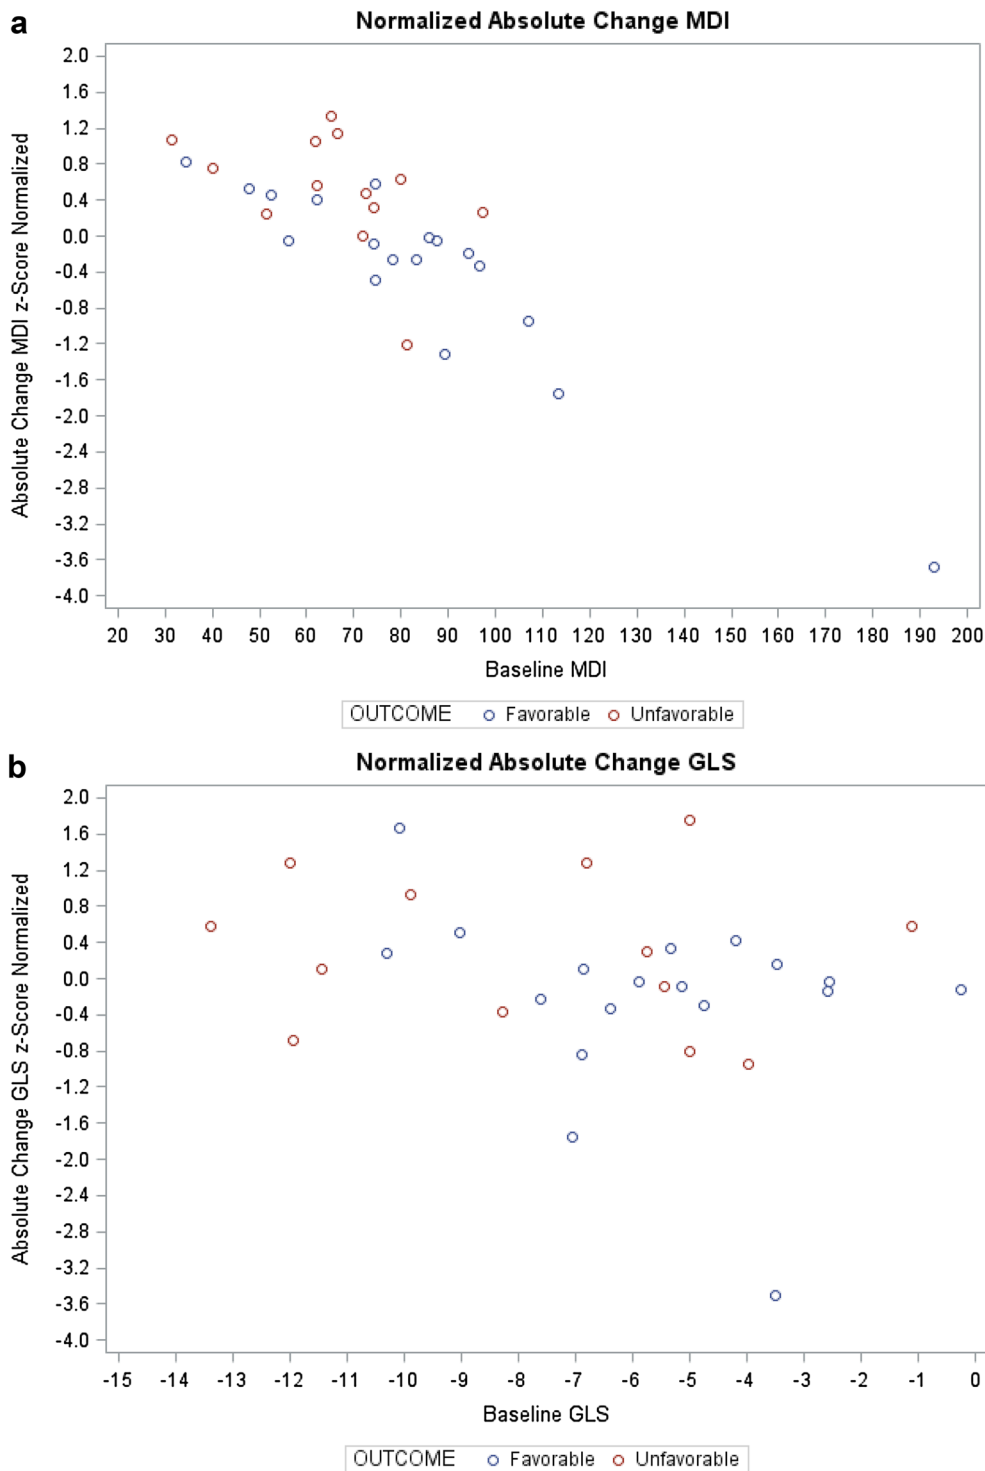 a
Normalized Absolute Change MDI
Absolute Change MDI z-Score Normalized
2.0
1.6
1.2
0.8
0.4
0.0
-0.4
-0.8
-1.2
-1.6
-2.0
-2.4
-2.8
-3.2
-3.6
-4.0
20 30 40 50 60 70 80 90 100 110 120 130 140 150 160 170 180 190 200
Baseline MDI
OUTCOME Favorable Unfavorable
b
Normalized Absolute Change GLS
Absolute Change GLS z-Score Normalized
2.0
1.6
1.2
0.8
0.4
0.0
-0.4
-0.8
-1.2
-1.6
-2.0
-2.4
-2.8
-3.2
-3.6
-4.0
-15 -14 -13 -12 -11 -10 -9 -8 -7 -6 -5 -4 -3 -2 -1 0
Baseline GLS
OUTCOME Favorable Unfavorable